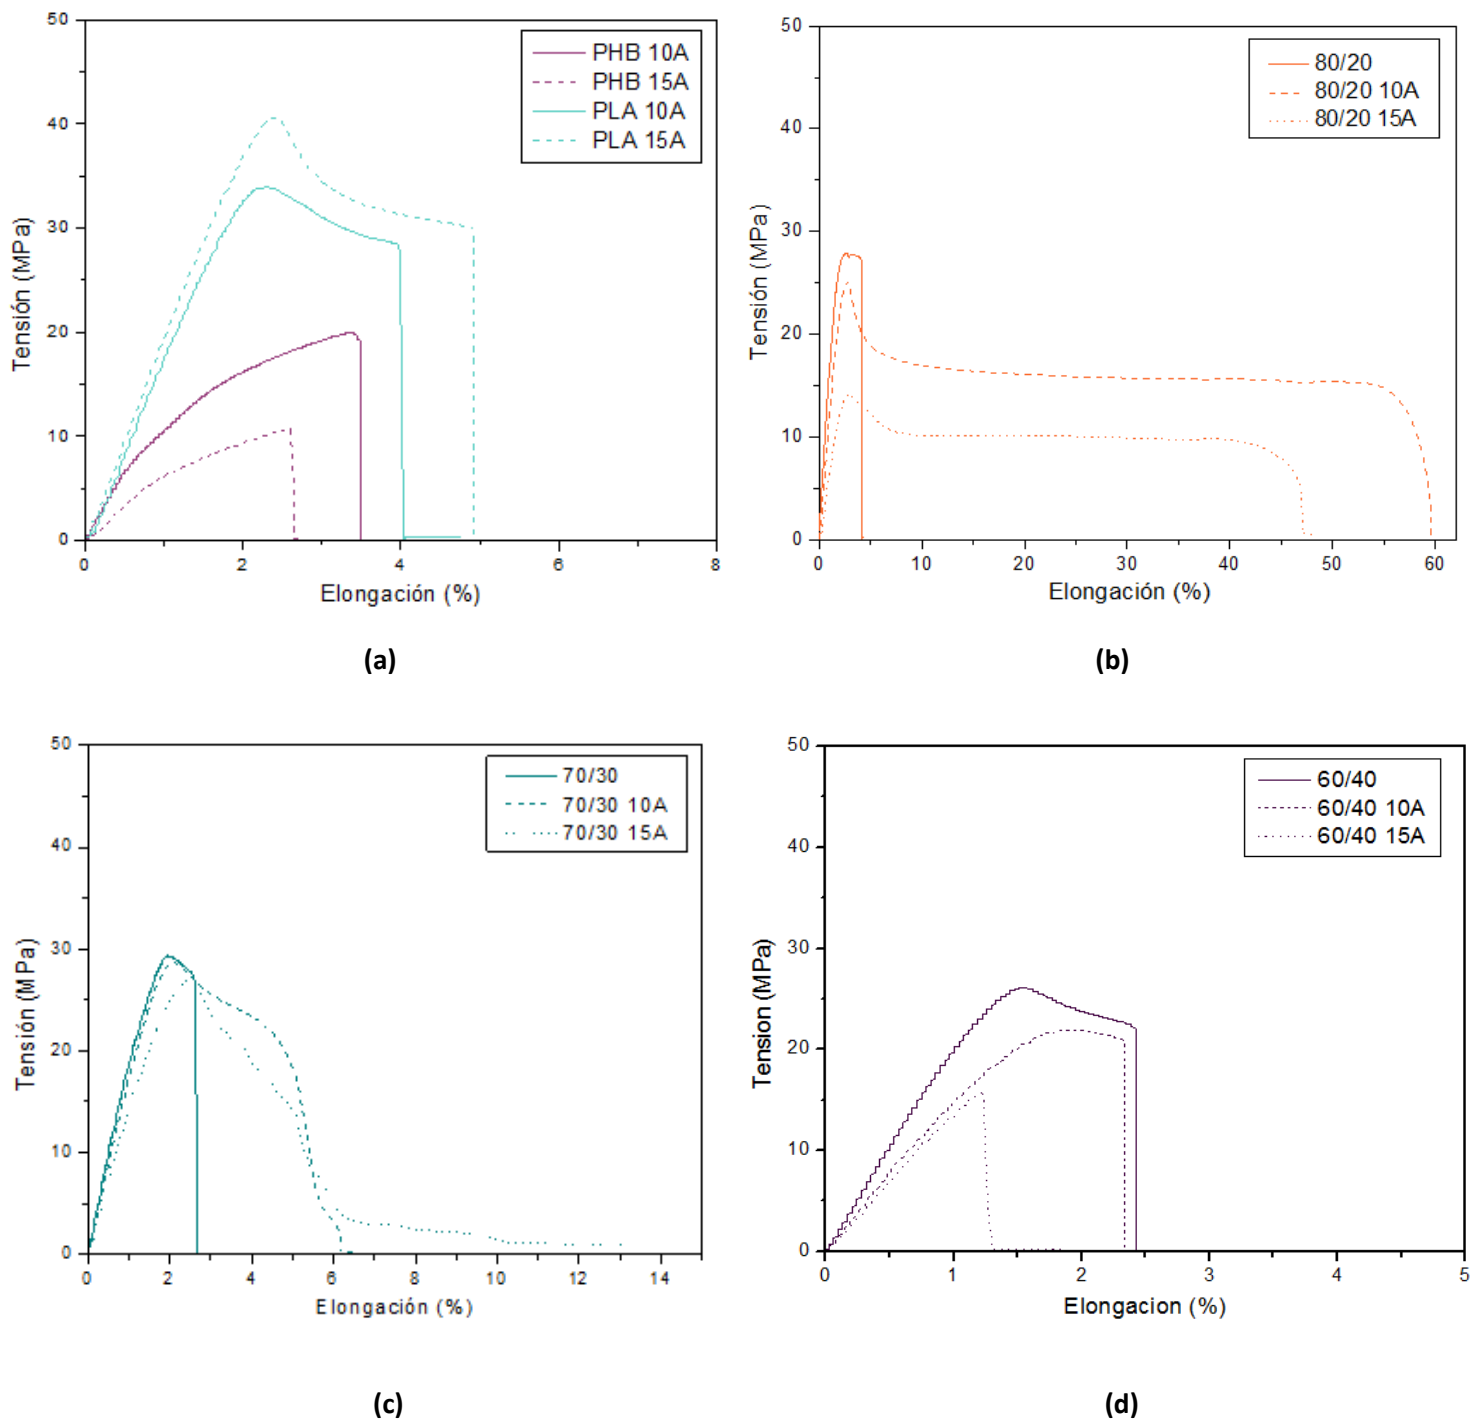 50
40
30
20
10
0
Tensión (MPa)
PHB 10A
PHB 15A
PLA 10A
PLA 15A
0 2 4 6 8
Elongación (%)
(a)
50
40
30
20
10
0
Tensión (MPa)
80/20
80/20 10A
80/20 15A
0 10 20 30 40 50 60
Elongación (%)
(b)
50
40
30
20
10
0
Tensión (MPa)
70/30
70/30 10A
70/30 15A
0 2 4 6 8 10 12 14
Elongación (%)
(c)
50
40
30
20
10
0
Tension (MPa)
60/40
60/40 10A
60/40 15A
0 1 2 3 4 5
Elongacion (%)
(d)